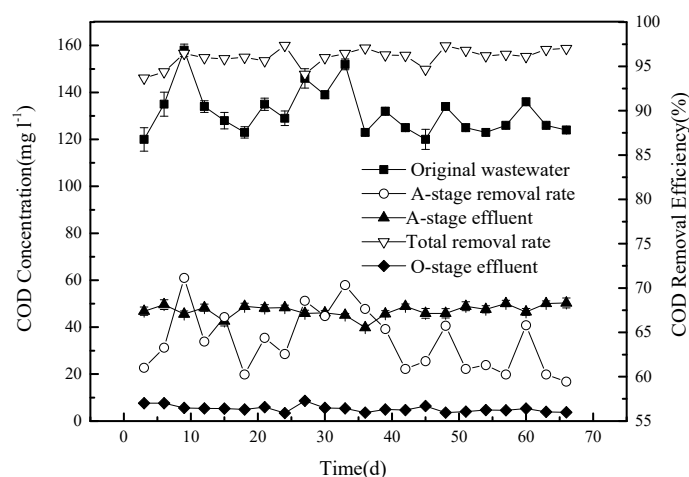 160
140
120
100
80
60
40
20
0
COD Concentration(mg l-1)
100
95
90
85
80
75
70
65
60
55
COD Removal Efficiency(%)
Original wastewater
A-stage removal rate
A-stage effluent
Total removal rate
O-stage effluent
0 10 20 30 40 50 60 70
Time(d)